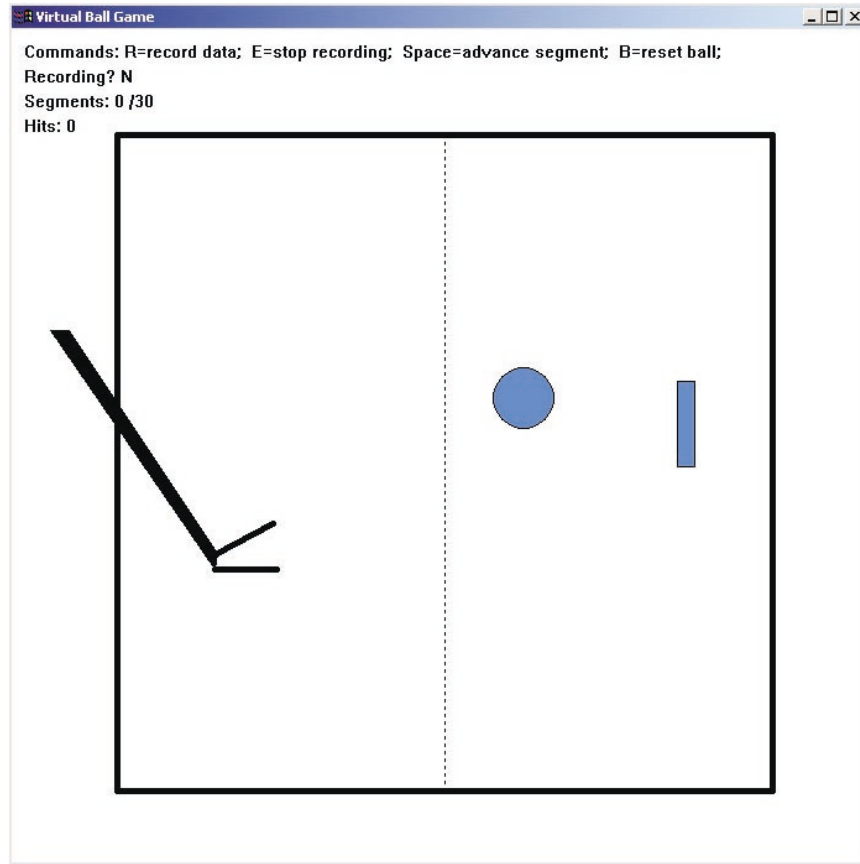 Virtual Ball Game
Commands: R=record data; E=stop recording; Space=advance segment; B=reset ball;
Recording? N
Segments: 0 /30
Hits: 0